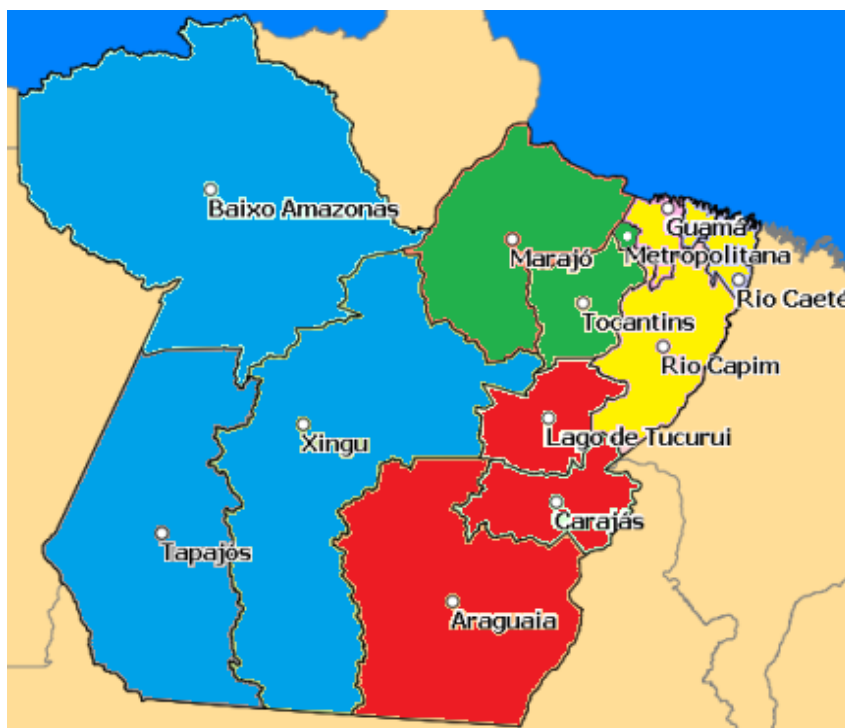 Baixo Amazonas
Guamá
Marajó
Metropolitana
Rio Caeté
Tocantins
Rio Capim
Xingu
Lago de Tucurui
Carajás
Tapajós
Araguaia